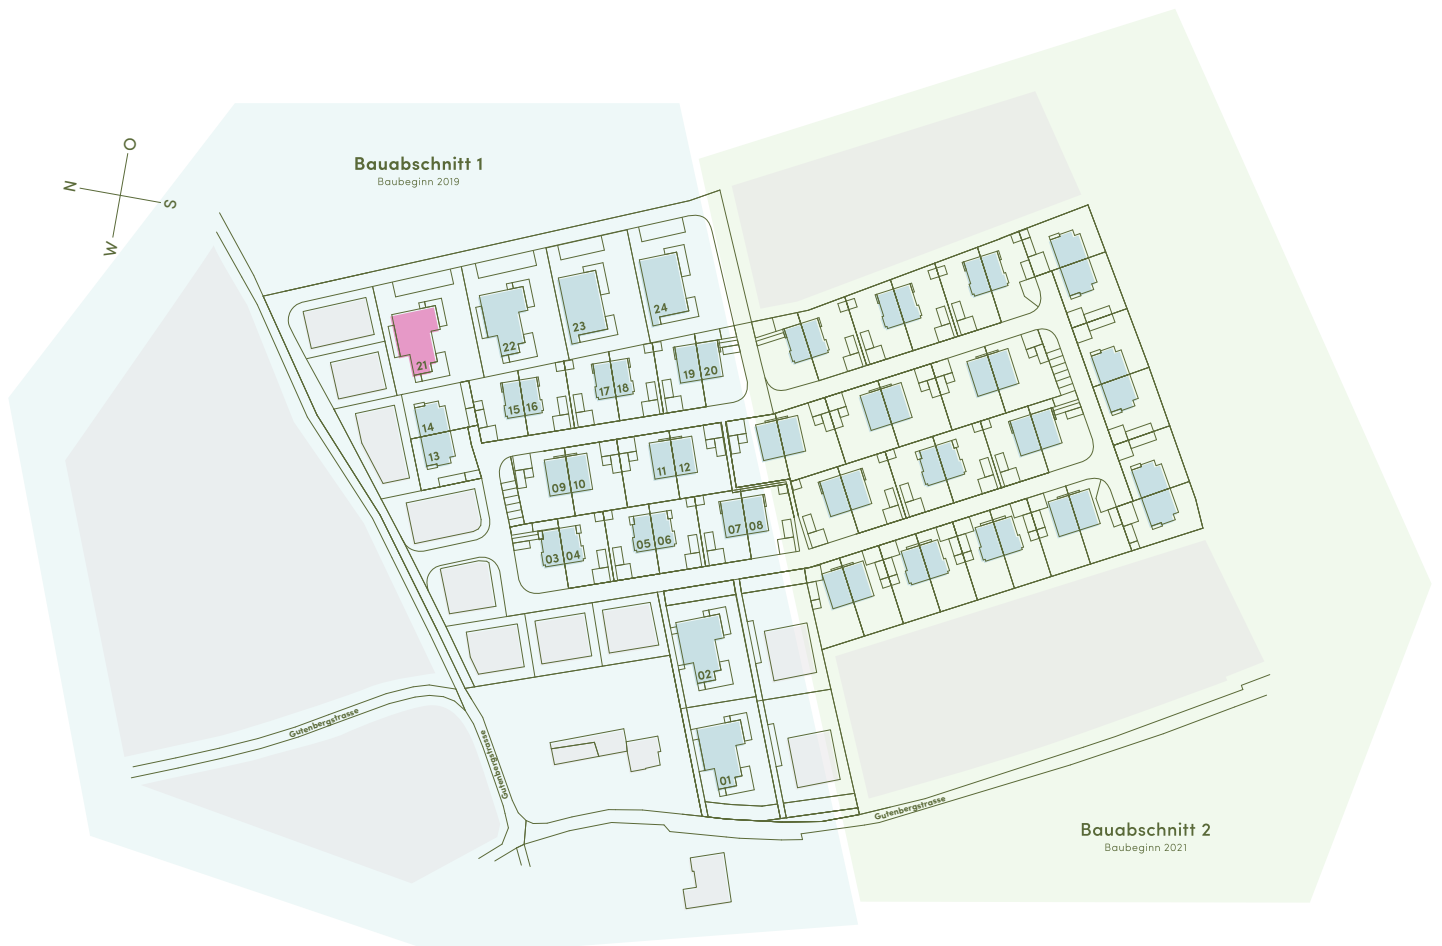 O
N
S
W
Bauabschnitt 1
Baubeginn 2019
24
23
22
21
19 20
17 18
15 16
14
13
11 12
09 10
07 08
05 06
03 04
02
01
Gutenbergstrasse
Gutenbergstrasse
Gutenbergstrasse
Bauabschnitt 2
Baubeginn 2021